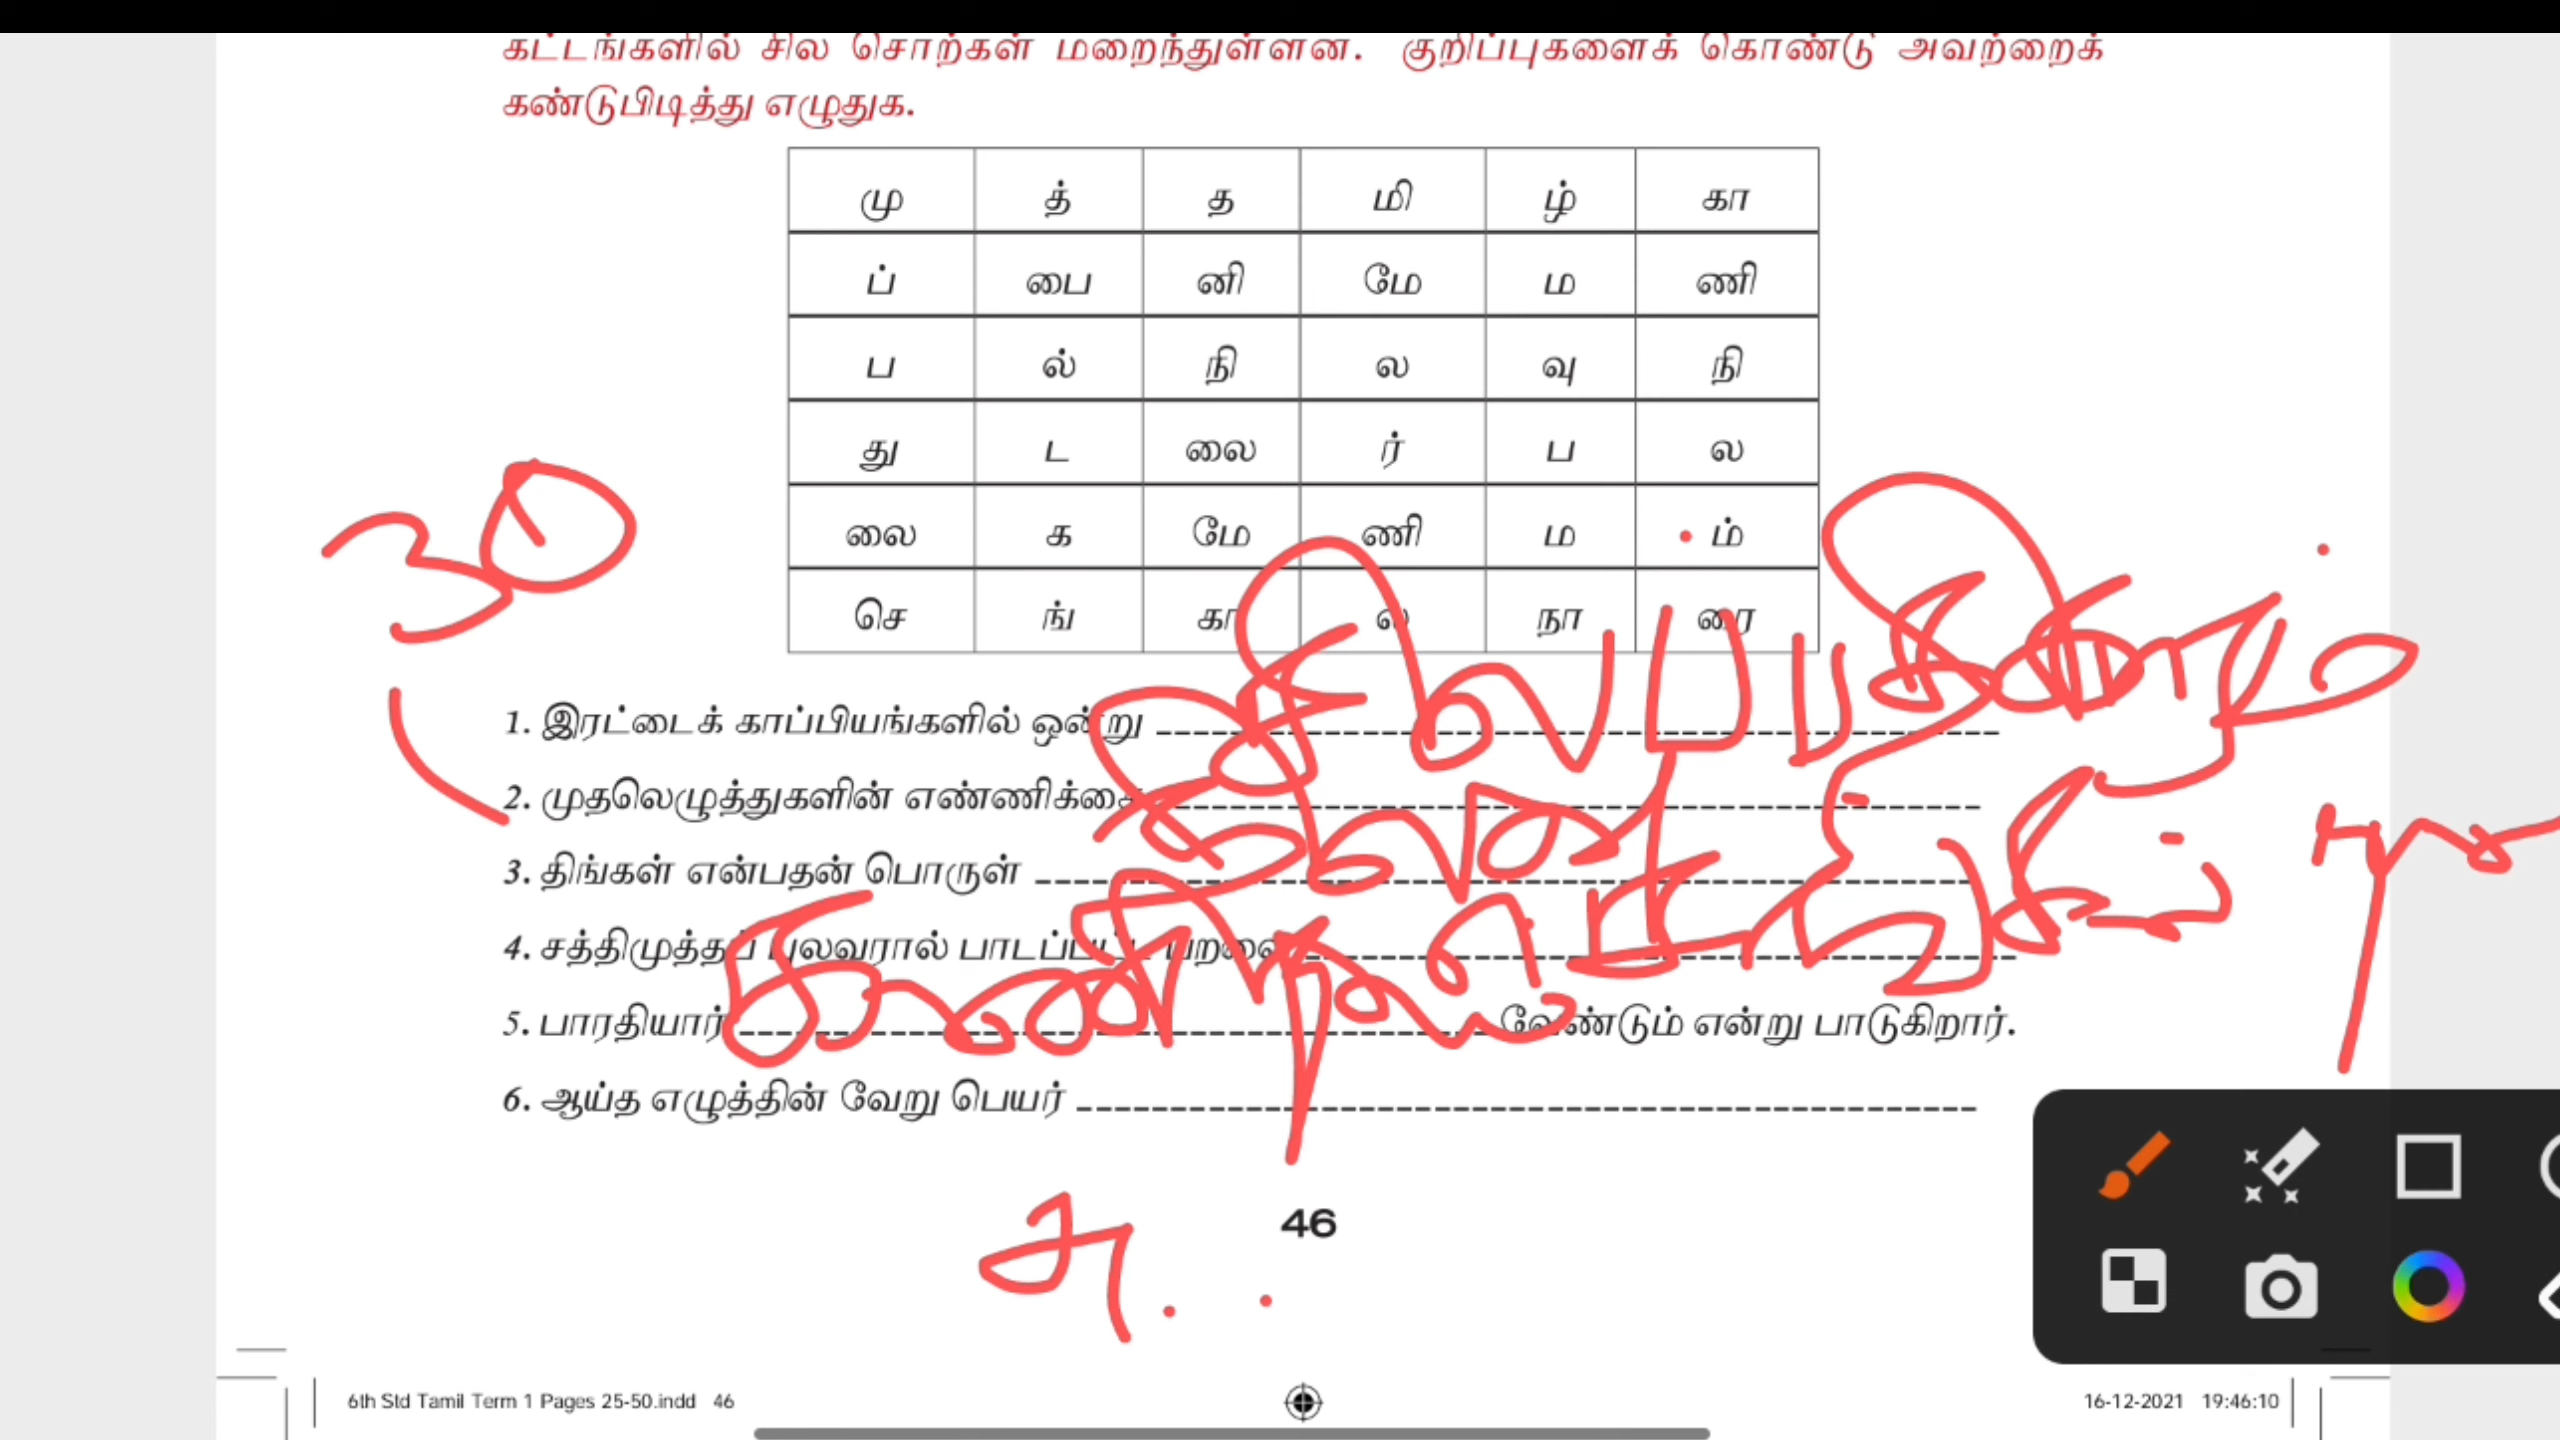 கட்டங்களில் சில சொற்கள் மறைந்துள்ளன. குறிப்புகளைக் கொண்டு அவற்றைக்
கண்டுபிடித்து எழுதுக.
மு த் த மி ழ் கா
ப் பை னி மே ம ணி
ப ல் நி ல வு நி
து ட லை ர் ப ல
லை க மே ணி ம ம்
செ ங் கா ல நா ரை
30
1. இரட்டைக் காப்பியங்களில் ஒன்று
2. முதலெழுத்துகளின் எண்ணிக்கை
3. திங்கள் என்பதன் பொருள்
4. சத்திமுத்தப் புலவரால் பாடப்பட்ட பறவை
5. பாரதியார் வேண்டும் என்று பாடுகிறார்.
6. ஆய்த எழுத்தின் வேறு பெயர்
46
6th Std Tamil Term 1 Pages 25-50.indd 46
16-12-2021 19:46:10